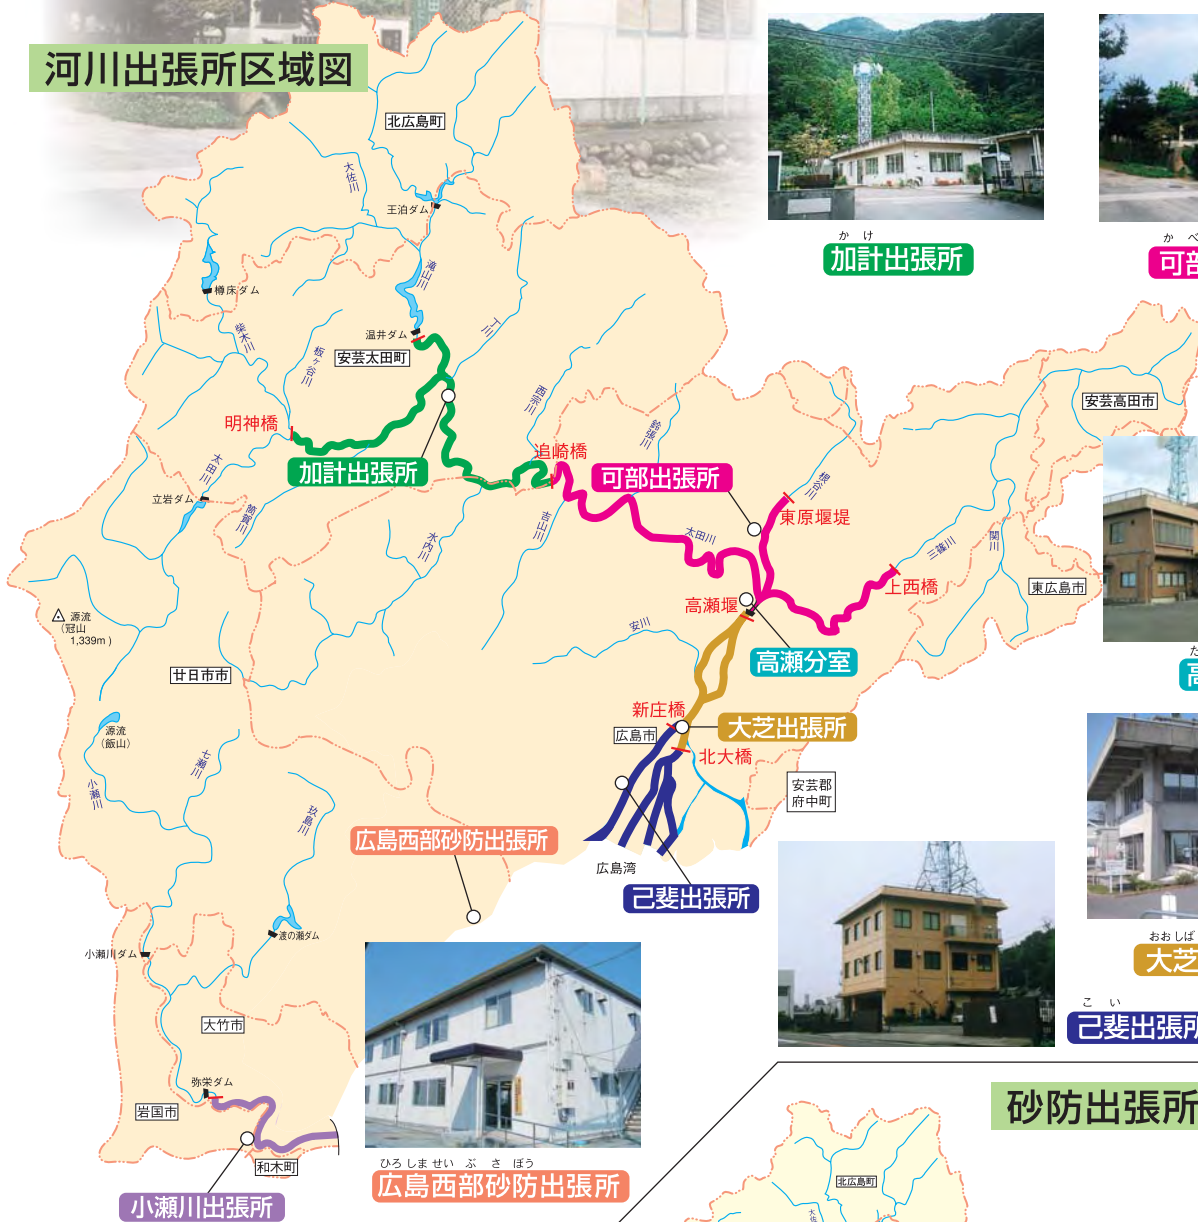 河川出張所区域図
北広島町
大佐川
王泊ダム
滝山川
樽床ダム
柴木川
温井ダム
安芸太田町
板ヶ谷川
丁川
西宗川
明神橋
加計出張所
追崎橋
鈴張川
可部出張所
根谷川
東原堰堤
安芸高田市
太田川
立岩ダム
筒賀川
水内川
吉山川
太田川
三篠川
関川
上西橋
東広島市
高瀬堰
高瀬分室
源流
(冠山
1,339m)
安川
廿日市市
新庄橋
広島市
大芝出張所
北大橋
源流
(飯山)
七瀬川
小瀬川
玖島川
安芸郡
府中町
広島西部砂防出張所
広島湾
己斐出張所
渡の瀬ダム
小瀬川ダム
大竹市
弥栄ダム
岩国市
和木町
小瀬川出張所
かけ
加計出張所
かべ
可部
た
高
おおしば
大芝
こい
己斐出張所
ひろしませいぶさぼう
広島西部砂防出張所
砂防出張所
北広島町
大佐